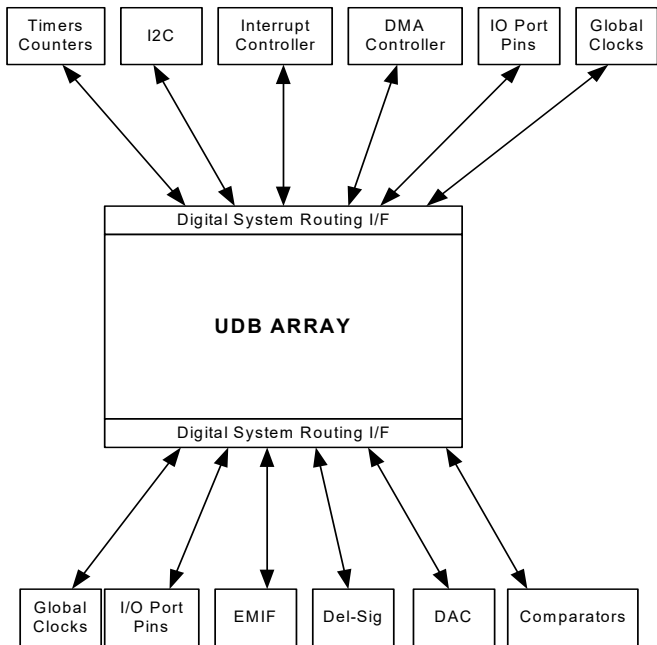 Timers
Counters
I2C
Interrupt
Controller
DMA
Controller
IO Port
Pins
Global
Clocks
Digital System Routing I/F
UDB ARRAY
Digital System Routing I/F
Global
Clocks
I/O Port
Pins
EMIF
Del-Sig
DAC
Comparators